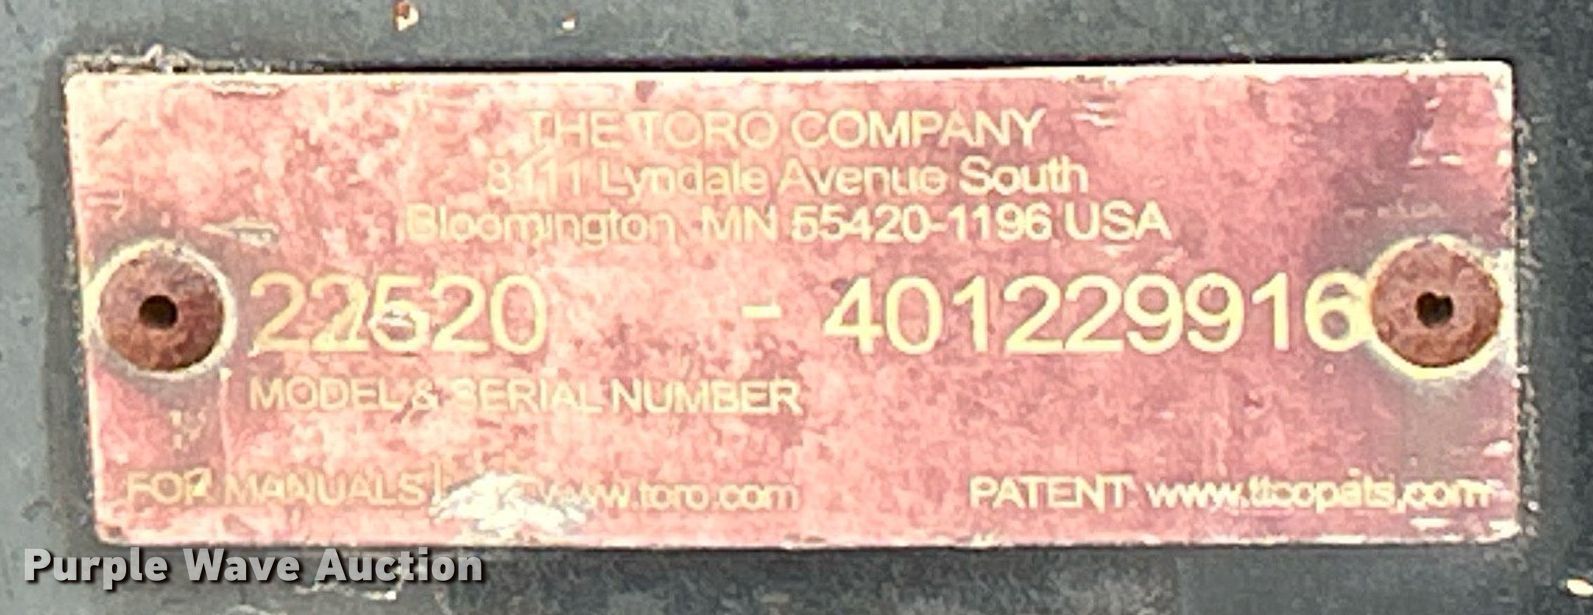 THE TORO COMPANY
8111 Lyndale Avenue South
Bloomington, MN 55420-1196 USA
22520 - 401229916
MODEL & SERIAL NUMBER
FOR MANUALS www.toro.com PATENT: www.ttcopats.com
Purple Wave Auction